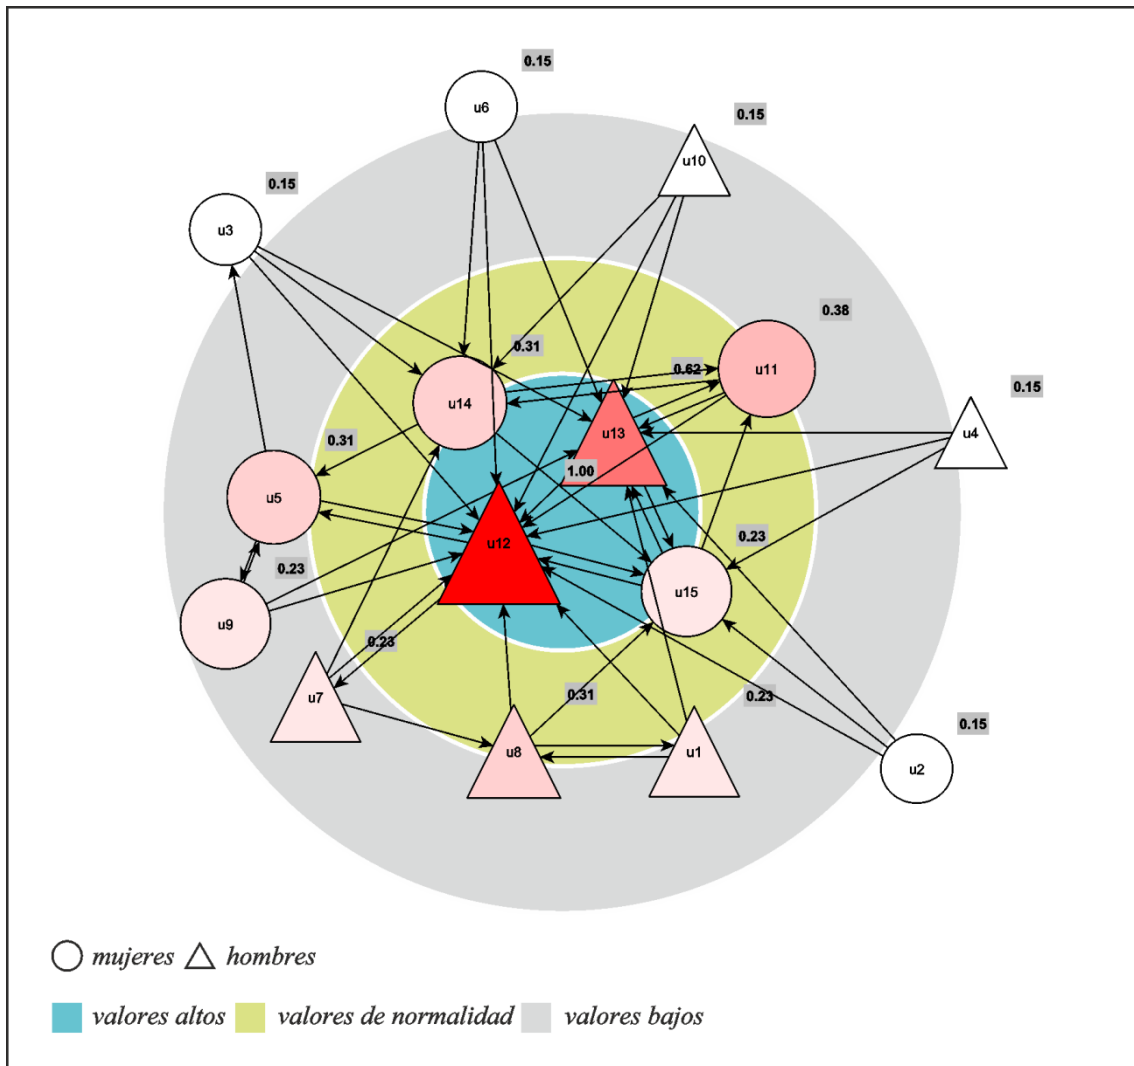 0.15
u6
0.15
u10
0.15
u3
0.38
0.31
0.62
u11
0.15
u14
u13
u4
0.31
1.00
u5
u12
0.23
0.23
u15
u9
0.23
u7
0.31
0.23
u8
u1
0.15
u2
mujeres hombres
valores altos valores de normalidad valores bajos